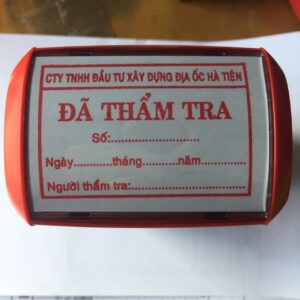 CTY TNHH ĐẦU TƯ XÂY DỰNG ĐỊA ỐC HÀ TIÊN
ĐÃ THẨM TRA
Số:............................
Ngày...........tháng..........năm.............
Người thẩm tra:....................................